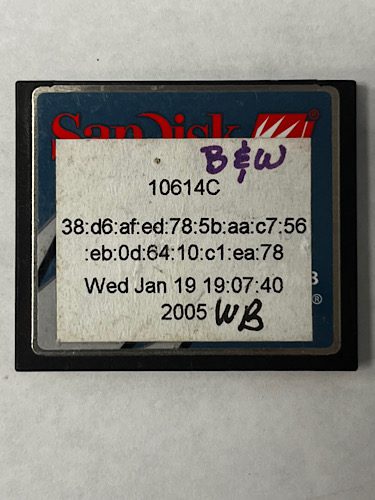 SanDisk
B&W
10614C
38:d6:af:ed:78:5b:aa:c7:56
:eb:0d:64:10:c1:ea:78
B
Wed Jan 19 19:07:40
®
2005 WB